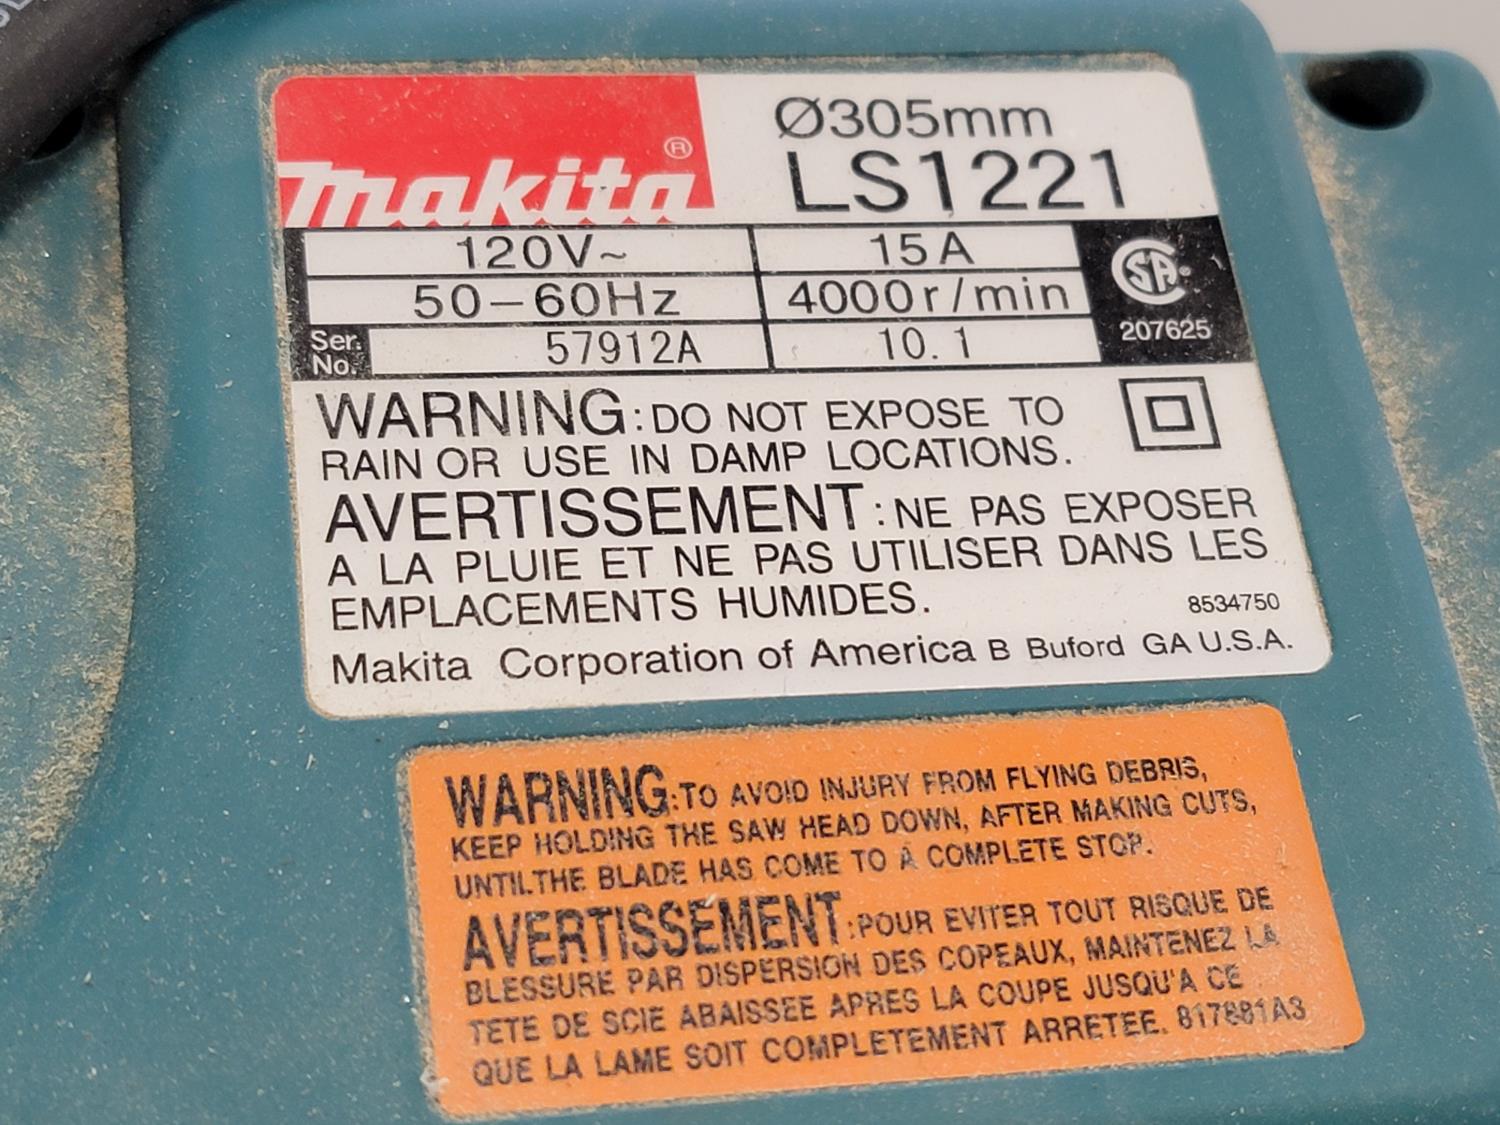 Makita®
Ø305mm
LS1221
120V~ 15A
50-60Hz 4000r/min
Ser. No. 57912A 10.1
SA 207625
WARNING: DO NOT EXPOSE TO
RAIN OR USE IN DAMP LOCATIONS.
AVERTISSEMENT: NE PAS EXPOSER
A LA PLUIE ET NE PAS UTILISER DANS LES
EMPLACEMENTS HUMIDES. 8534750
Makita Corporation of America B Buford GA U.S.A.
WARNING: TO AVOID INJURY FROM FLYING DEBRIS,
KEEP HOLDING THE SAW HEAD DOWN, AFTER MAKING CUTS,
UNTIL THE BLADE HAS COME TO A COMPLETE STOP.
AVERTISSEMENT: POUR EVITER TOUT RISQUE DE
BLESSURE PAR DISPERSION DES COPEAUX, MAINTENEZ LA
TETE DE SCIE ABAISSEE APRES LA COUPE JUSQU'A CE
QUE LA LAME SOIT COMPLETEMENT ARRETEE. 817881A3